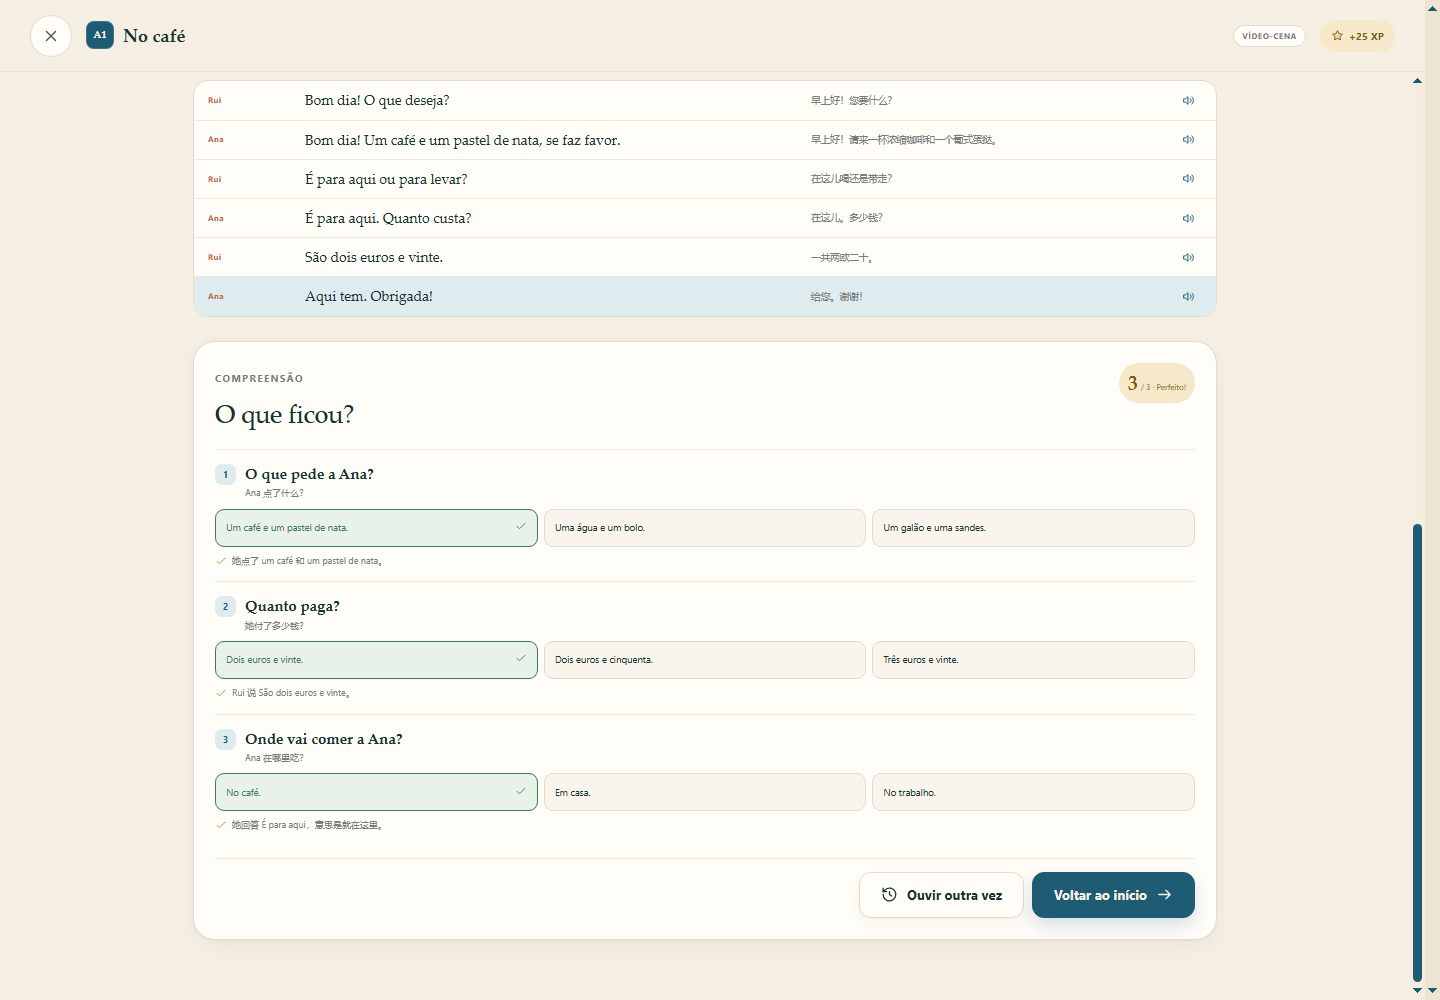 A1 No café
VÍDEO-CENA
+25 XP
Rui Bom dia! O que deseja? 早上好！您要什么？
Ana Bom dia! Um café e um pastel de nata, se faz favor. 早上好！请来一杯浓缩咖啡和一个葡式蛋挞。
Rui É para aqui ou para levar? 在这儿喝还是带走？
Ana É para aqui. Quanto custa? 在这儿。多少钱？
Rui São dois euros e vinte. 一共两欧二十。
Ana Aqui tem. Obrigada! 给您。谢谢！
COMPREENSÃO
3 / 3 · Perfeito!
O que ficou?
1 O que pede a Ana?
Ana 点了什么？
Um café e um pastel de nata. Uma água e um bolo. Um galão e uma sandes.
她点了 um café 和 um pastel de nata。
2 Quanto paga?
她付了多少钱？
Dois euros e vinte. Dois euros e cinquenta. Três euros e vinte.
Rui 说 São dois euros e vinte。
3 Onde vai comer a Ana?
Ana 在哪里吃？
No café. Em casa. No trabalho.
她回答 É para aqui，意思是就在这里。
Ouvir outra vez Voltar ao início